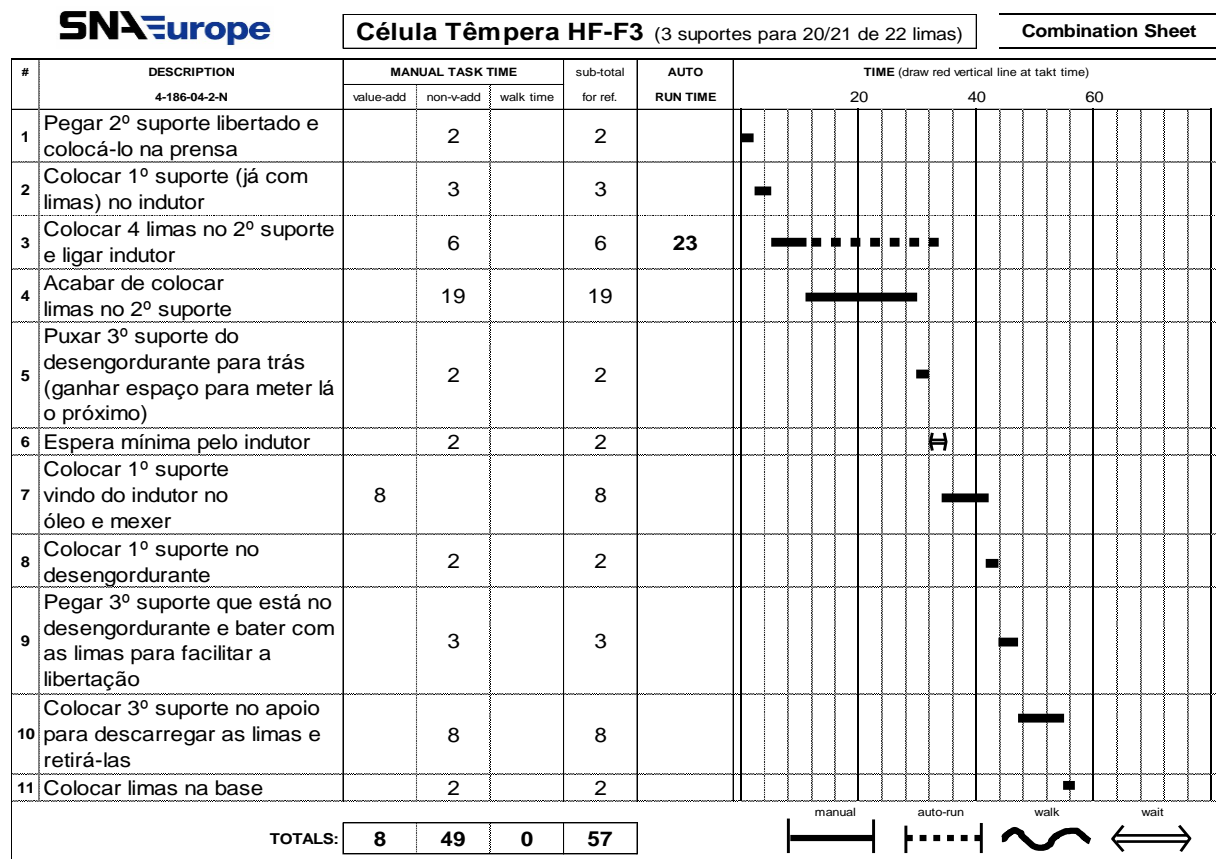 SNA Europe
Célula Têmpera HF-F3 (3 suportes para 20/21 de 22 limas)
Combination Sheet
# DESCRIPTION MANUAL TASK TIME sub-total AUTO TIME (draw red vertical line at takt time)
4-186-04-2-N value-add non-v-add walk time for ref. RUN TIME 20 40 60
1 Pegar 2º suporte libertado e
colocá-lo na prensa
2 2
2 Colocar 1º suporte (já com
limas) no indutor
3 3
3 Colocar 4 limas no 2º suporte
e ligar indutor
6 6 23
4 Acabar de colocar
limas no 2º suporte
19 19
5 Puxar 3º suporte do
desengordurante para trás
(ganhar espaço para meter lá
o próximo)
2 2
6 Espera mínima pelo indutor 2 2
7 Colocar 1º suporte
vindo do indutor no
óleo e mexer
8 8
8 Colocar 1º suporte no
desengordurante
2 2
9 Pegar 3º suporte que está no
desengordurante e bater com
as limas para facilitar a
libertação
3 3
10 Colocar 3º suporte no apoio
para descarregar as limas e
retirá-las
8 8
11 Colocar limas na base 2 2
TOTALS: 8 49 0 57
manual auto-run walk wait